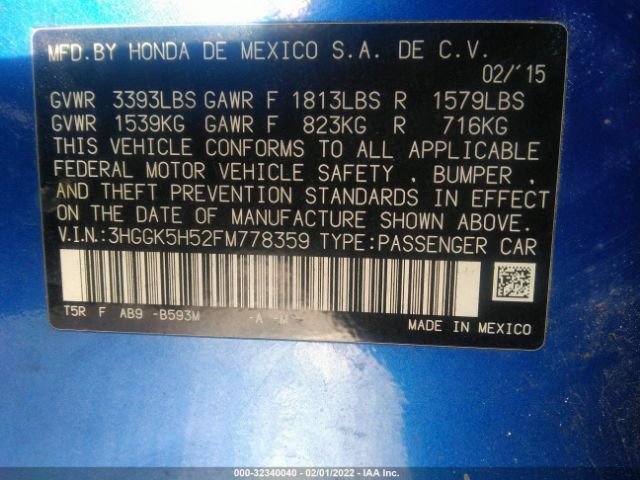 MFD.BY HONDA DE MEXICO S.A. DE C.V.
02/'15
GVWR 3393LBS GAWR F 1813LBS R 1579LBS
GVWR 1539KG GAWR F 823KG R 716KG
THIS VEHICLE CONFORMS TO ALL APPLICABLE
FEDERAL MOTOR VEHICLE SAFETY , BUMPER ,
AND THEFT PREVENTION STANDARDS IN EFFECT
ON THE DATE OF MANUFACTURE SHOWN ABOVE.
V.I.N:3HGGK5H52FM778359 TYPE:PASSENGER CAR
T5R F AB9 -B593M -A -M--
MADE IN MEXICO
000-32340040 - 02/01/2022 - IAA Inc.